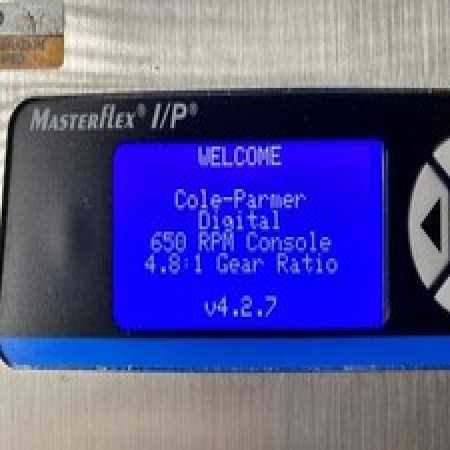 MASTERFLEX® I/P®
WELCOME
Cole-Parmer
Digital
650 RPM Console
4.8:1 Gear Ratio
v4.2.7